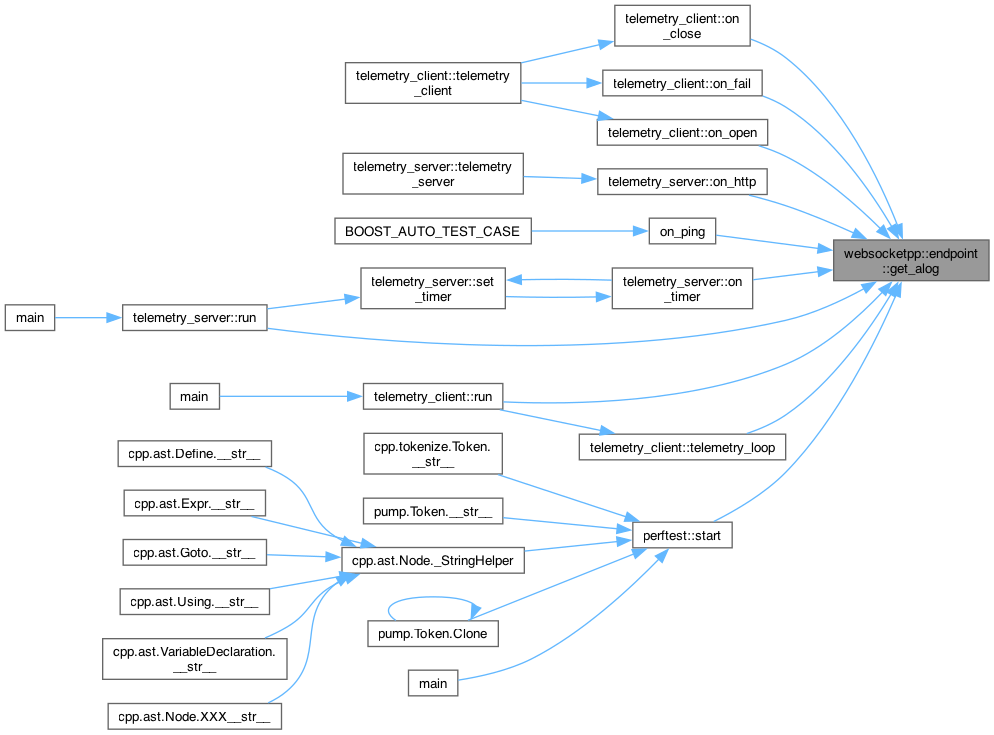 telemetry_client::on
_close
telemetry_client::telemetry
_client
telemetry_client::on_fail
telemetry_client::on_open
telemetry_server::telemetry
_server
telemetry_server::on_http
BOOST_AUTO_TEST_CASE
on_ping
websocketpp::endpoint
::get_alog
telemetry_server::set
_timer
telemetry_server::on
_timer
main
telemetry_server::run
main
telemetry_client::run
telemetry_client::telemetry_loop
cpp.tokenize.Token.
__str__
cpp.ast.Define.__str__
cpp.ast.Expr.__str__
pump.Token.__str__
perftest::start
cpp.ast.Goto.__str__
cpp.ast.Node._StringHelper
cpp.ast.Using.__str__
pump.Token.Clone
cpp.ast.VariableDeclaration.
__str__
main
cpp.ast.Node.XXX__str__